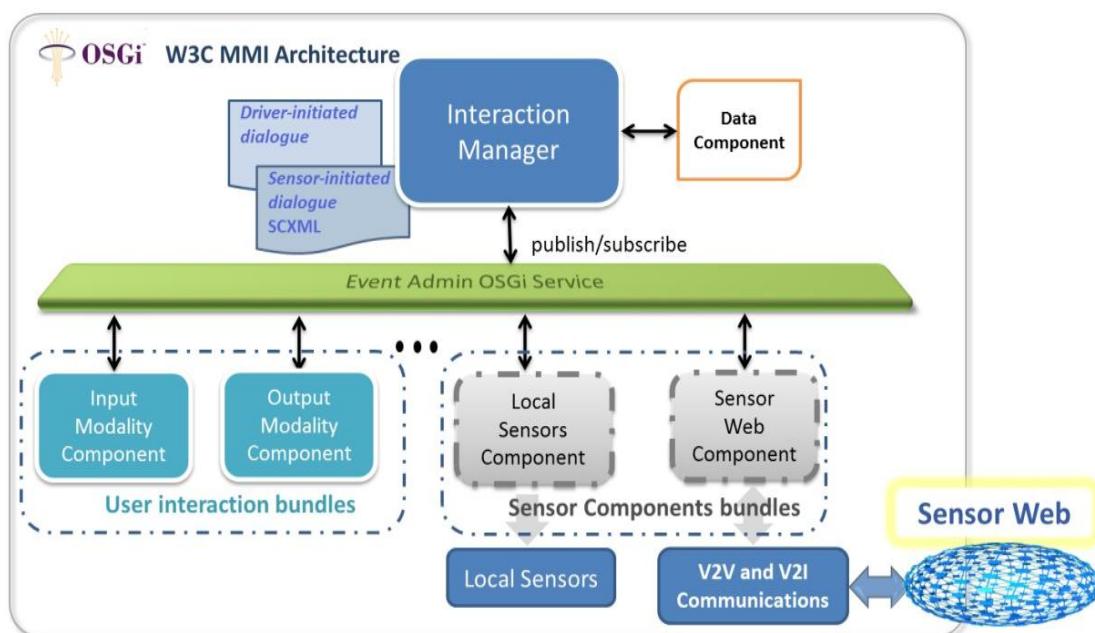 OSGi W3C MMI Architecture
Driver-initiated
dialogue
Sensor-initiated
dialogue
SCXML
Interaction
Manager
Data
Component
publish/subscribe
Event Admin OSGi Service
Input
Modality
Component
Output
Modality
Component
User interaction bundles
Local
Sensors
Component
Sensor
Web
Component
Sensor Components bundles
Local Sensors
V2V and V2I
Communications
Sensor Web